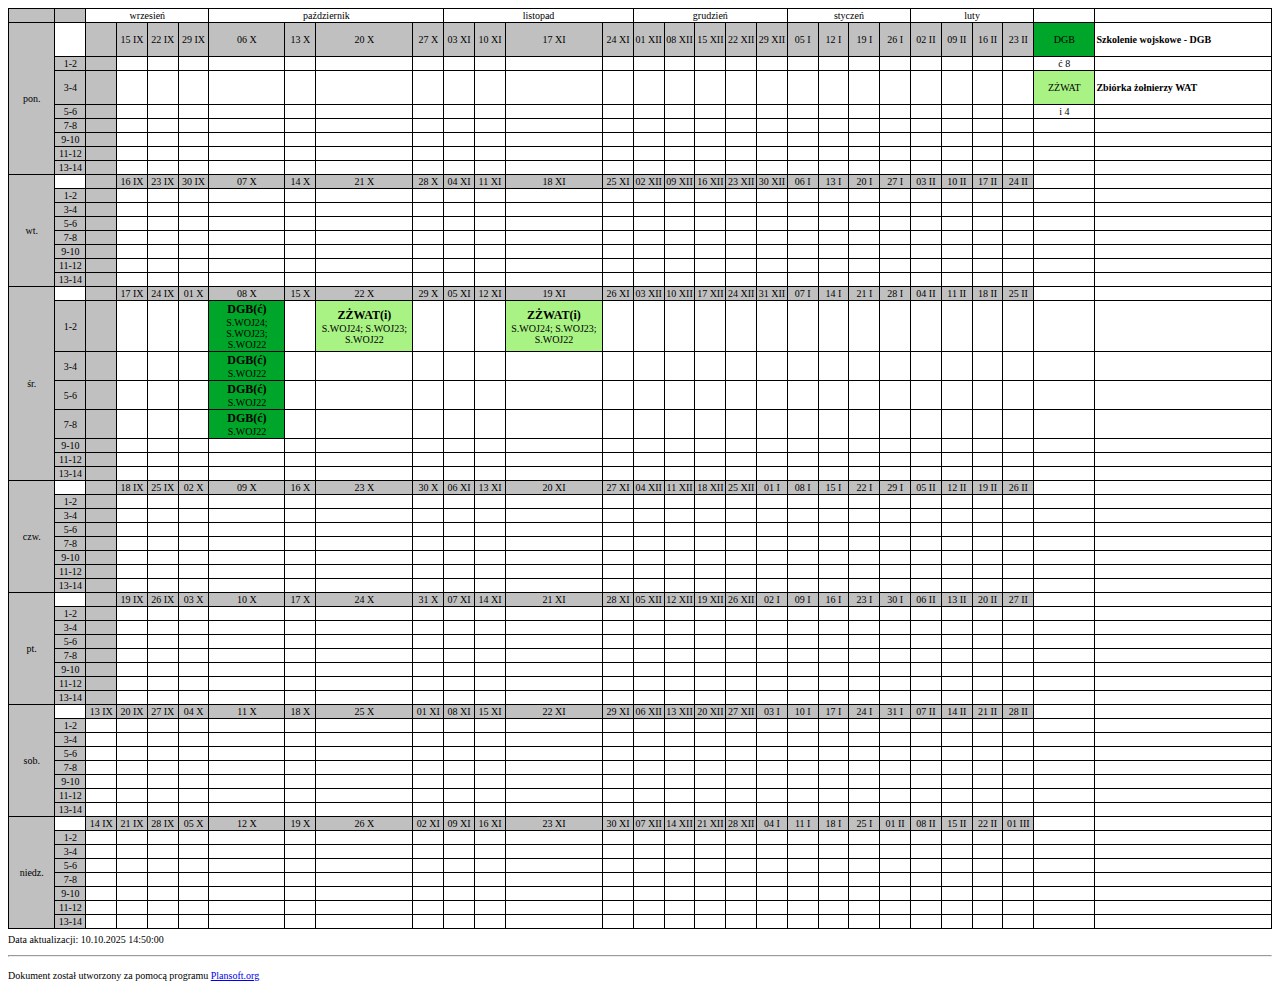 wrzesień październik listopad grudzień styczeń luty
pon. 15 IX 22 IX 29 IX 06 X 13 X 20 X 27 X 03 XI 10 XI 17 XI 24 XI 01 XII 08 XII 15 XII 22 XII 29 XII 05 I 12 I 19 I 26 I 02 II 09 II 16 II 23 II DGB Szkolenie wojskowe - DGB
1-2 ć 8
3-4 ZŻWAT Zbiórka żołnierzy WAT
5-6 i 4
7-8
9-10
11-12
13-14
wt. 16 IX 23 IX 30 IX 07 X 14 X 21 X 28 X 04 XI 11 XI 18 XI 25 XI 02 XII 09 XII 16 XII 23 XII 30 XII 06 I 13 I 20 I 27 I 03 II 10 II 17 II 24 II
1-2
3-4
5-6
7-8
9-10
11-12
13-14
śr. 17 IX 24 IX 01 X 08 X 15 X 22 X 29 X 05 XI 12 XI 19 XI 26 XI 03 XII 10 XII 17 XII 24 XII 31 XII 07 I 14 I 21 I 28 I 04 II 11 II 18 II 25 II
1-2 DGB(ć) S.WOJ24; S.WOJ23; S.WOJ22 ZŻWAT(i) S.WOJ24; S.WOJ23; S.WOJ22 ZŻWAT(i) S.WOJ24; S.WOJ23; S.WOJ22
3-4 DGB(ć) S.WOJ22
5-6 DGB(ć) S.WOJ22
7-8 DGB(ć) S.WOJ22
9-10
11-12
13-14
czw. 18 IX 25 IX 02 X 09 X 16 X 23 X 30 X 06 XI 13 XI 20 XI 27 XI 04 XII 11 XII 18 XII 25 XII 01 I 08 I 15 I 22 I 29 I 05 II 12 II 19 II 26 II
1-2
3-4
5-6
7-8
9-10
11-12
13-14
pt. 19 IX 26 IX 03 X 10 X 17 X 24 X 31 X 07 XI 14 XI 21 XI 28 XI 05 XII 12 XII 19 XII 26 XII 02 I 09 I 16 I 23 I 30 I 06 II 13 II 20 II 27 II
1-2
3-4
5-6
7-8
9-10
11-12
13-14
sob. 13 IX 20 IX 27 IX 04 X 11 X 18 X 25 X 01 XI 08 XI 15 XI 22 XI 29 XI 06 XII 13 XII 20 XII 27 XII 03 I 10 I 17 I 24 I 31 I 07 II 14 II 21 II 28 II
1-2
3-4
5-6
7-8
9-10
11-12
13-14
niedz. 14 IX 21 IX 28 IX 05 X 12 X 19 X 26 X 02 XI 09 XI 16 XI 23 XI 30 XI 07 XII 14 XII 21 XII 28 XII 04 I 11 I 18 I 25 I 01 II 08 II 15 II 22 II 01 III
1-2
3-4
5-6
7-8
9-10
11-12
13-14
Data aktualizacji: 10.10.2025 14:50:00
Dokument został utworzony za pomocą programu Plansoft.org